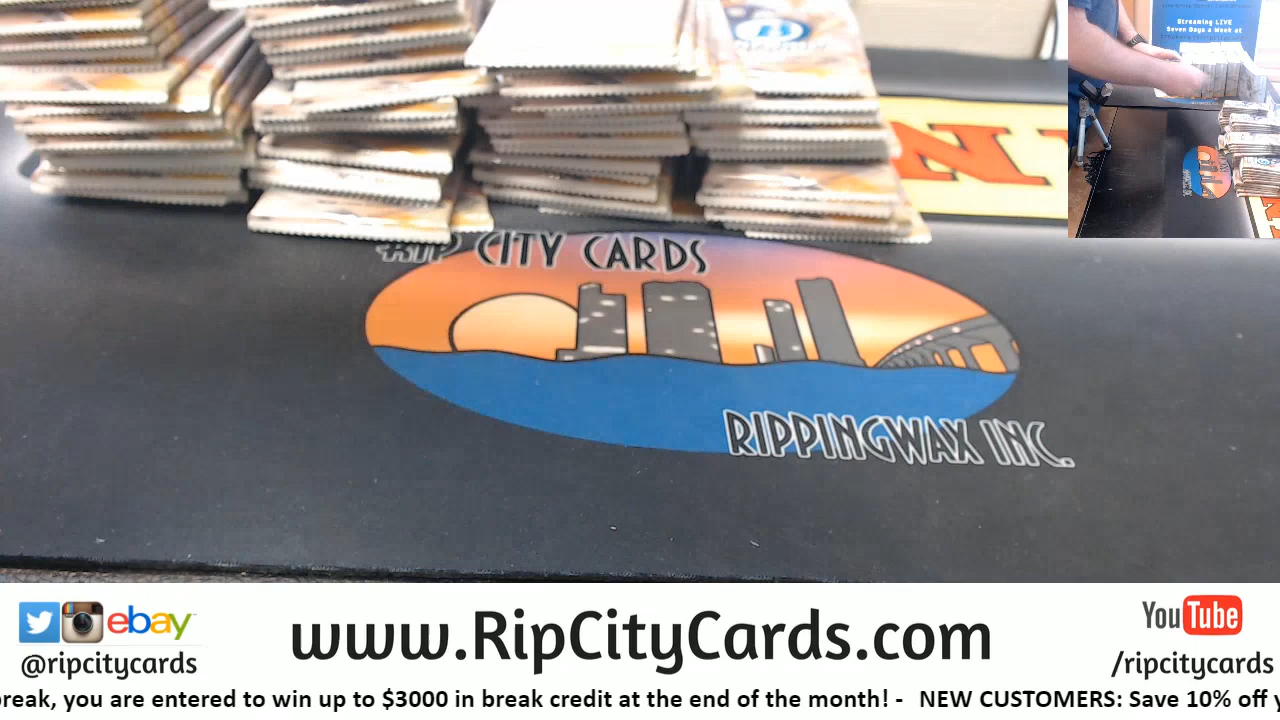 Streaming LIVE
Seven Days a Week at
N
RIP CITY CARDS
RIPPINGWAX INC.
ebay
@ripcitycards
www.RipCityCards.com
YouTube
/ripcitycards
break, you are entered to win up to $3000 in break credit at the end of the month! - NEW CUSTOMERS: Save 10% off y